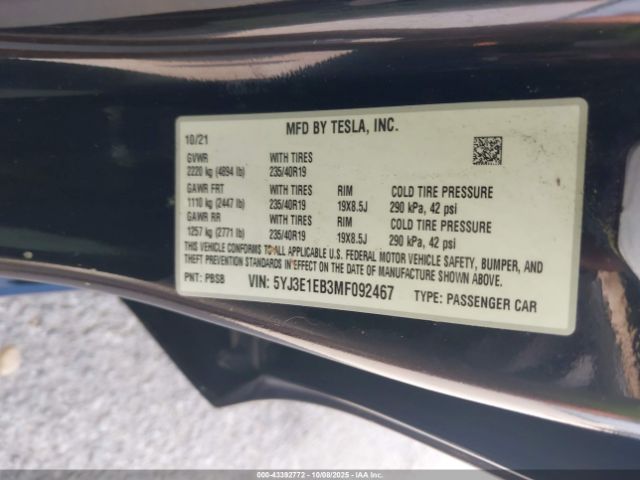 MFD BY TESLA, INC.
10/21
GVWR WITH TIRES
2220 kg (4894 lb) 235/40R19
GAWR FRT WITH TIRES RIM COLD TIRE PRESSURE
1110 kg (2447 lb) 235/40R19 19X8.5J 290 kPa, 42 psi
GAWR RR WITH TIRES RIM COLD TIRE PRESSURE
1257 kg (2771 lb) 235/40R19 19X8.5J 290 kPa, 42 psi
THIS VEHICLE CONFORMS TO ALL APPLICABLE U.S. FEDERAL MOTOR VEHICLE SAFETY, BUMPER, AND
THEFT PREVENTION STANDARDS IN EFFECT ON THE DATE OF MANUFACTURE SHOWN ABOVE.
PNT: PBSB VIN: 5YJ3E1EB3MF092467 TYPE: PASSENGER CAR
000-43392772 | 10/08/2025 | IAAI.COM